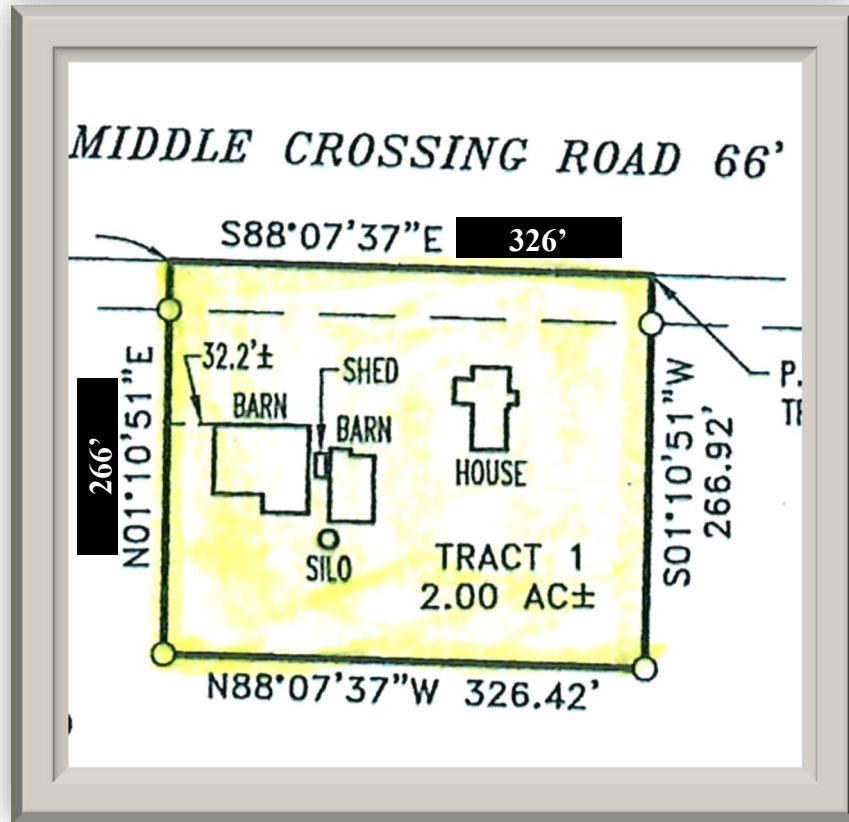 MIDDLE CROSSING ROAD 66'
S88°07'37"E 326'
32.2'±
SHED
BARN
BARN
HOUSE
SILO
TRACT 1
2.00 AC±
266'
N01°10'51"E
S01°10'51"W
266.92'
P.
N88°07'37"W 326.42'